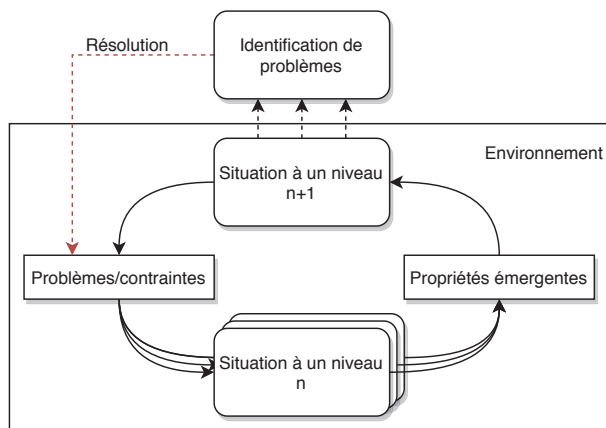 Résolution
Identification de
problèmes
Environnement
Situation à un niveau
n+1
Problèmes/contraintes
Propriétés émergentes
Situation à un niveau
n